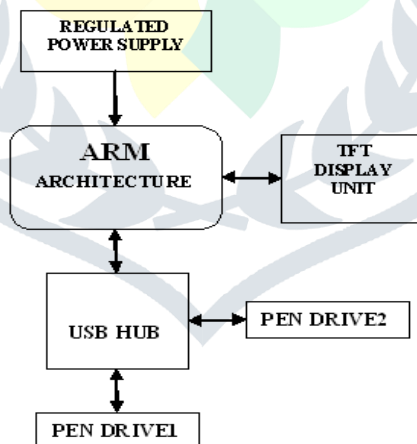 REGULATED
POWER SUPPLY
ARM
ARCHITECTURE
TFT
DISPLAY
UNIT
USB HUB
PEN DRIVE2
PEN DRIVE1